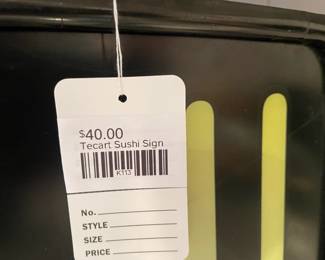 $40.00
Tecart Sushi Sign
K113
No.
STYLE
SIZE
PRICE